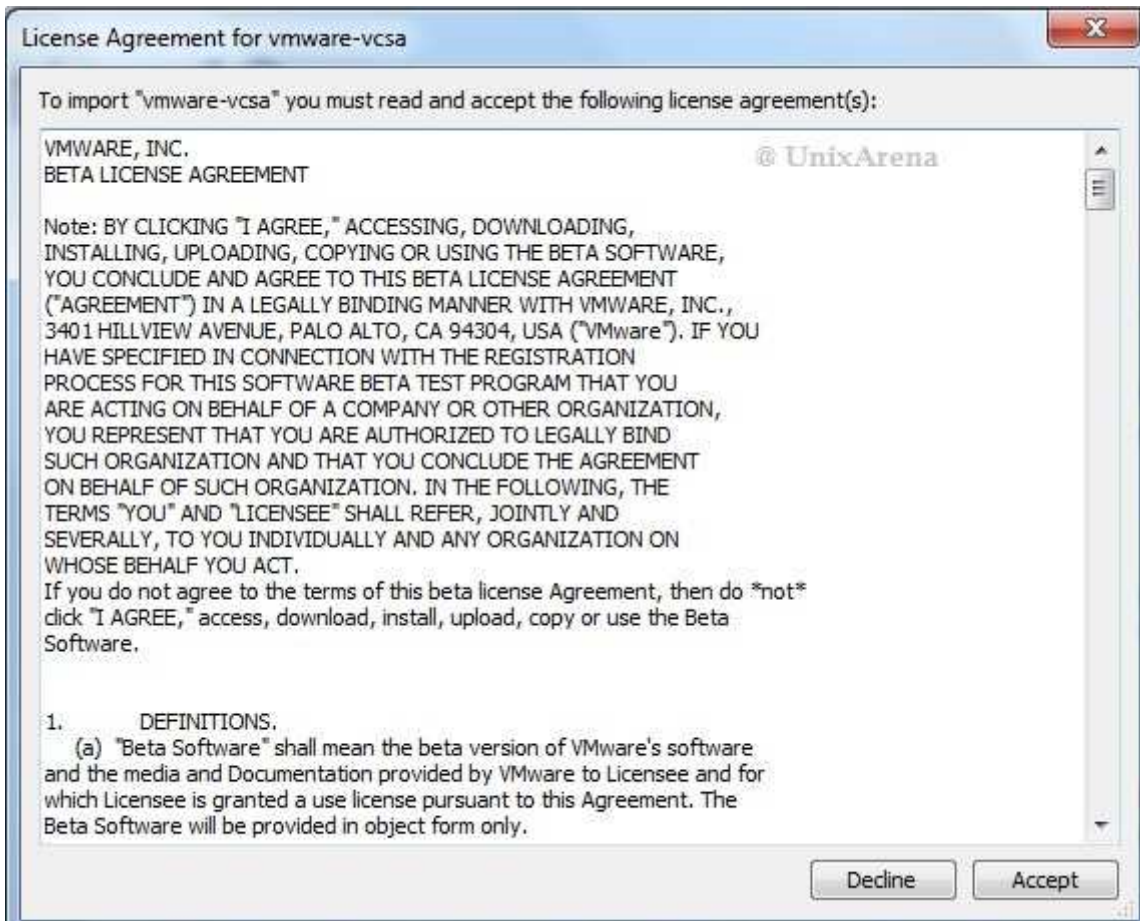 License Agreement for vmware-vcsa
To import "vmware-vcsa" you must read and accept the following license agreement(s):
@ UnixArena
VMWARE, INC.
BETA LICENSE AGREEMENT
Note: BY CLICKING "I AGREE," ACCESSING, DOWNLOADING,
INSTALLING, UPLOADING, COPYING OR USING THE BETA SOFTWARE,
YOU CONCLUDE AND AGREE TO THIS BETA LICENSE AGREEMENT
("AGREEMENT") IN A LEGALLY BINDING MANNER WITH VMWARE, INC.,
3401 HILLVIEW AVENUE, PALO ALTO, CA 94304, USA ("VMware"). IF YOU
HAVE SPECIFIED IN CONNECTION WITH THE REGISTRATION
PROCESS FOR THIS SOFTWARE BETA TEST PROGRAM THAT YOU
ARE ACTING ON BEHALF OF A COMPANY OR OTHER ORGANIZATION,
YOU REPRESENT THAT YOU ARE AUTHORIZED TO LEGALLY BIND
SUCH ORGANIZATION AND THAT YOU CONCLUDE THE AGREEMENT
ON BEHALF OF SUCH ORGANIZATION. IN THE FOLLOWING, THE
TERMS "YOU" AND "LICENSEE" SHALL REFER, JOINTLY AND
SEVERALLY, TO YOU INDIVIDUALLY AND ANY ORGANIZATION ON
WHOSE BEHALF YOU ACT.
If you do not agree to the terms of this beta license Agreement, then do *not*
click "I AGREE," access, download, install, upload, copy or use the Beta
Software.
1. DEFINITIONS.
(a) "Beta Software" shall mean the beta version of VMware's software
and the media and Documentation provided by VMware to Licensee and for
which Licensee is granted a use license pursuant to this Agreement. The
Beta Software will be provided in object form only.
Decline
Accept